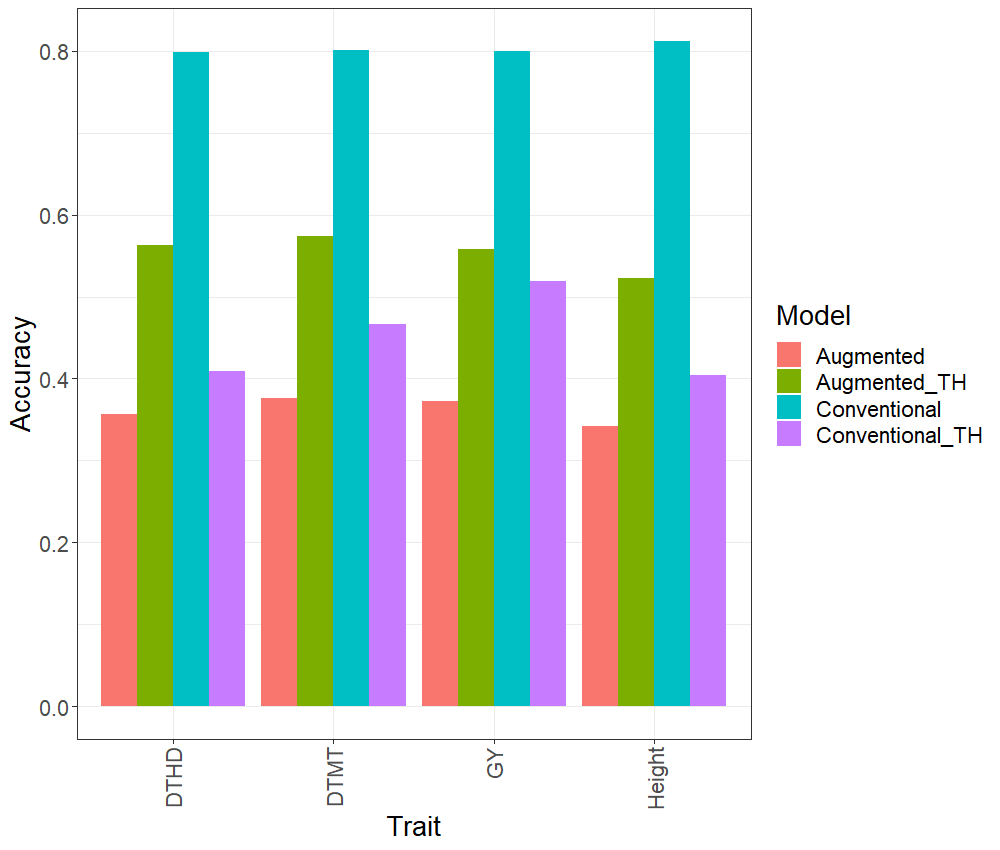 Accuracy
0.8
0.6
0.4
0.2
0.0
DTHD
DTMT
GY
Height
Trait
Model
Augmented
Augmented_TH
Conventional
Conventional_TH